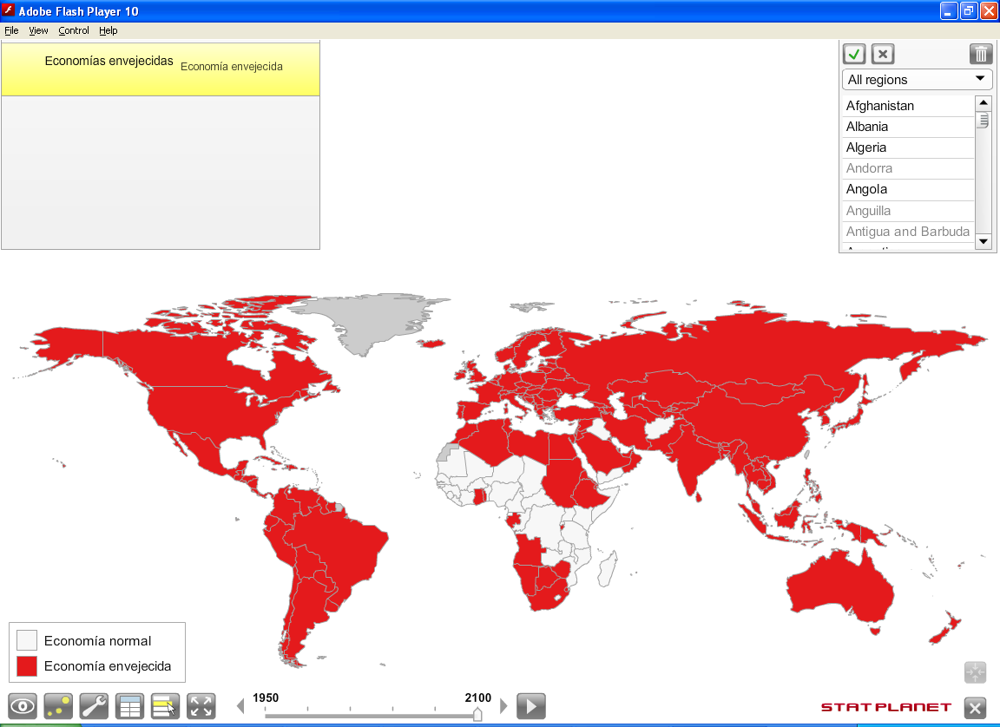 Adobe Flash Player 10
File View Control Help
Economías envejecidas Economía envejecida
All regions
Afghanistan
Albania
Algeria
Andorra
Angola
Anguilla
Antigua and Barbuda
Economía normal
Economía envejecida
1950 2100
STATPLANET